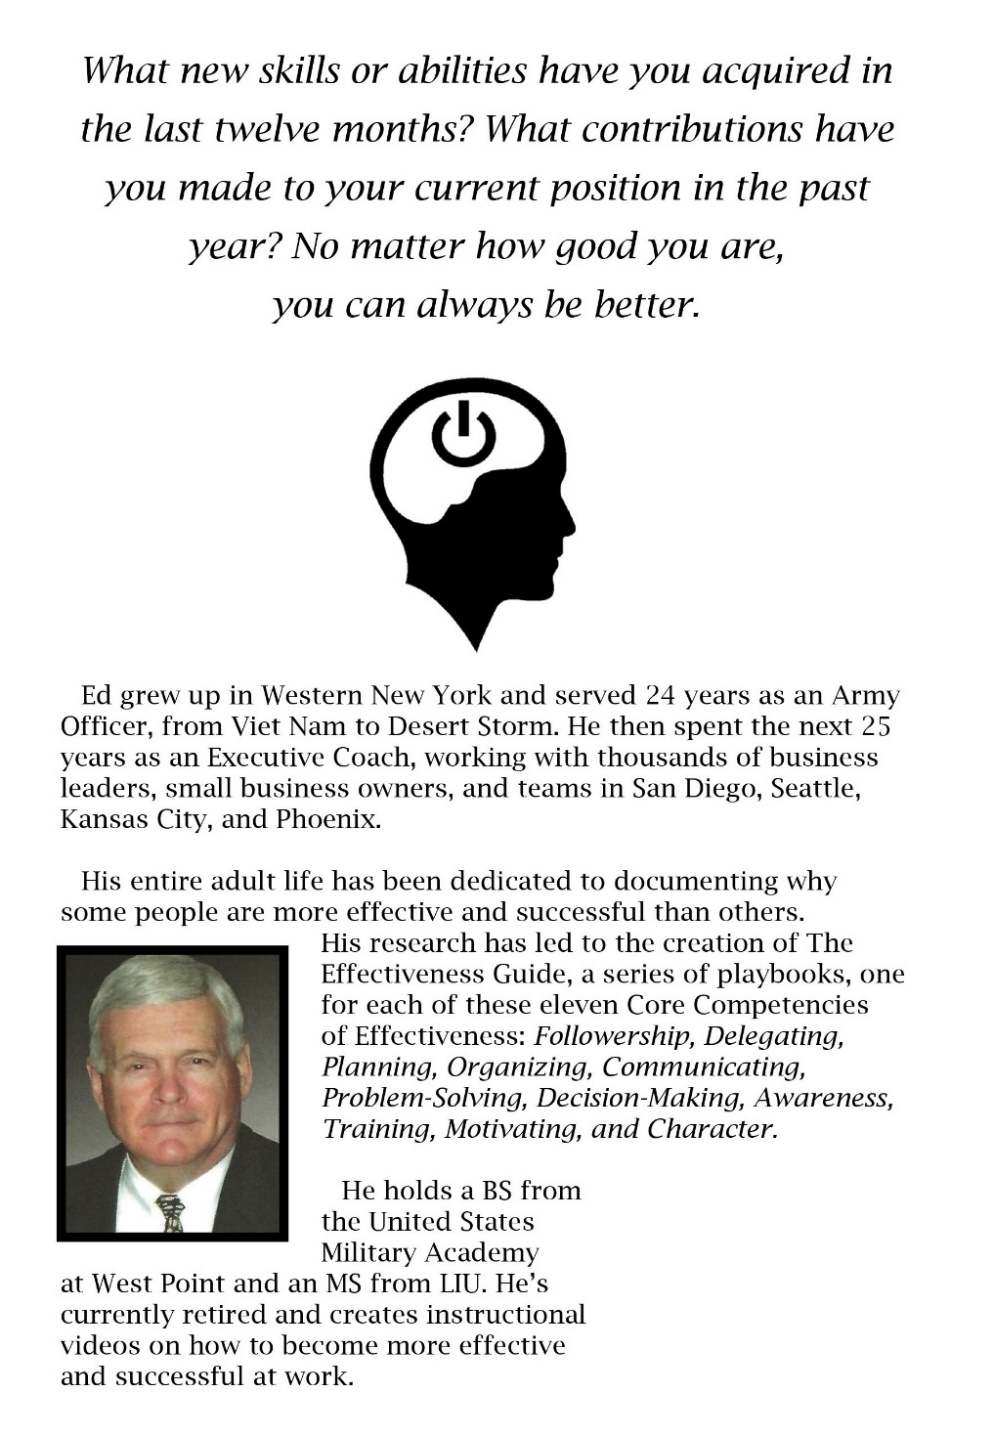 What new skills or abilities have you acquired in
the last twelve months? What contributions have
you made to your current position in the past
year? No matter how good you are,
you can always be better.
Ed grew up in Western New York and served 24 years as an Army
Officer, from Viet Nam to Desert Storm. He then spent the next 25
years as an Executive Coach, working with thousands of business
leaders, small business owners, and teams in San Diego, Seattle,
Kansas City, and Phoenix.
His entire adult life has been dedicated to documenting why
some people are more effective and successful than others.
His research has led to the creation of The
Effectiveness Guide, a series of playbooks, one
for each of these eleven Core Competencies
of Effectiveness: Followership, Delegating,
Planning, Organizing, Communicating,
Problem-Solving, Decision-Making, Awareness,
Training, Motivating, and Character.
He holds a BS from
the United States
Military Academy
at West Point and an MS from LIU. He's
currently retired and creates instructional
videos on how to become more effective
and successful at work.